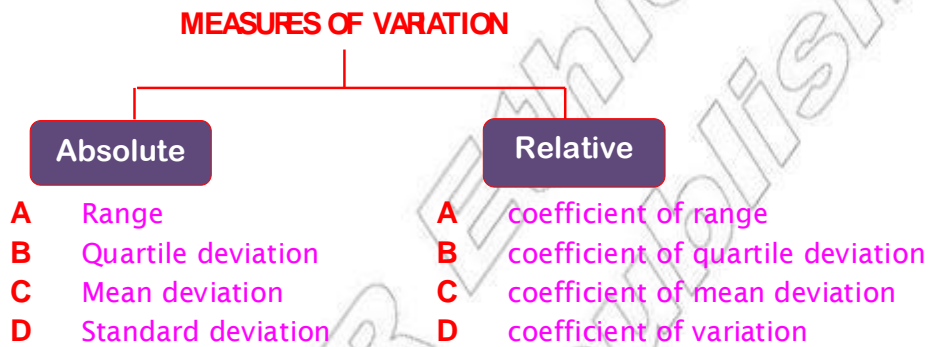 MEASURES OF VARATION
Absolute
Relative
A Range
B Quartile deviation
C Mean deviation
D Standard deviation
A coefficient of range
B coefficient of quartile deviation
C coefficient of mean deviation
D coefficient of variation